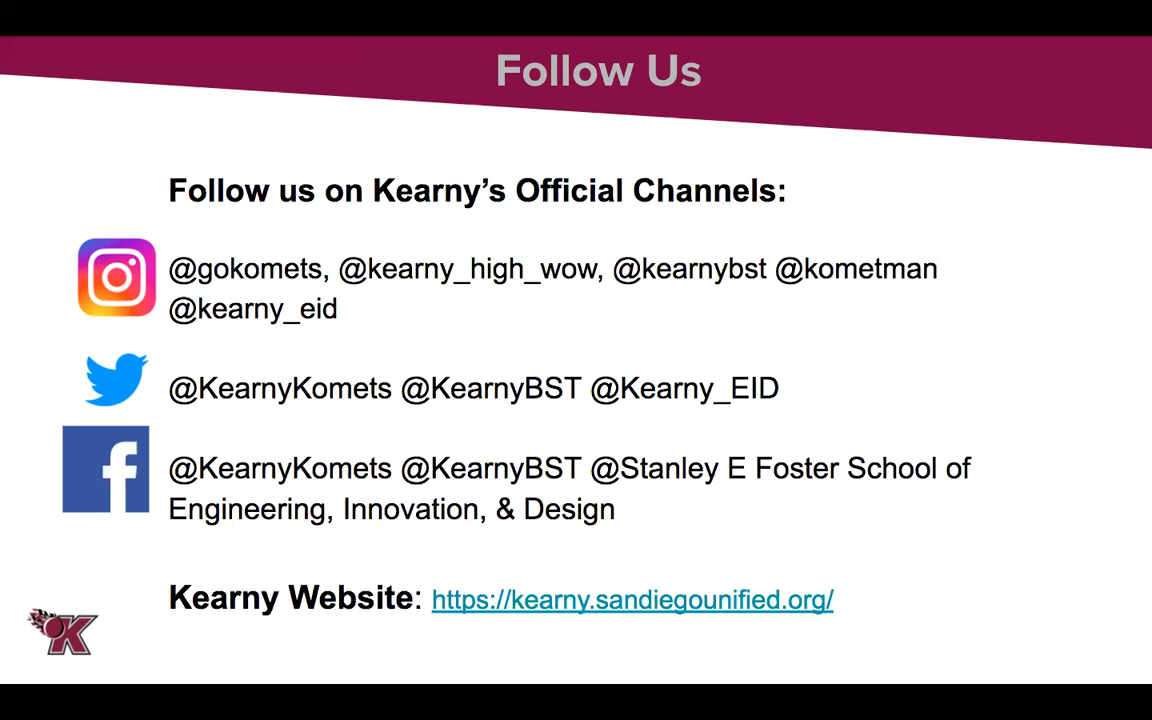 Follow Us
Follow us on Kearny’s Official Channels:
@gokomets, @kearny_high_wow, @kearnybst @kometman
@kearny_eid
@KearnyKomets @KearnyBST @Kearny_EID
@KearnyKomets @KearnyBST @Stanley E Foster School of
Engineering, Innovation, & Design
Kearny Website: https://kearny.sandiegounified.org/
K